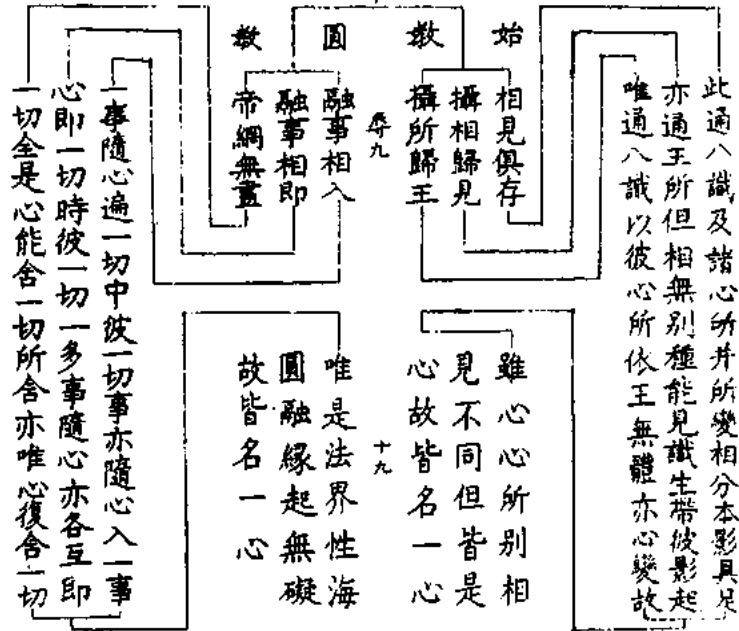 始教
圓教
此通八識及諸心所并所變相分本影具足
亦通王所但相無别種能見識生帶彼影起
唯通八識以彼心所依王無體亦心變故
相見俱存
攝相歸見
攝所歸王
尋九
融事相入
融事相即
帝網無盡
一事隨心遍一切中彼一切事亦隨心入一事
心即一切時彼一切一多事隨心亦各互即
一切全是心能含一切所含亦唯心復含一切
雖心心所别相
見不同但皆是
心故皆名一心
十九
唯是法界性海
圓融緣起無礙
故皆名一心